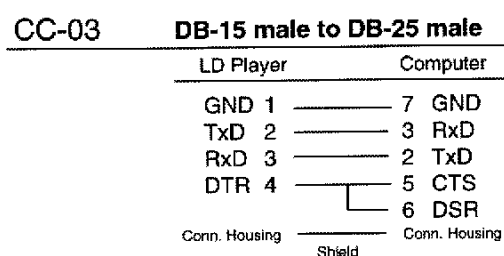 CC-03 DB-15 male to DB-25 male
LD Player Computer
GND 1 7 GND
TxD 2 3 RxD
RxD 3 2 TxD
DTR 4 5 CTS
6 DSR
Conn. Housing Conn. Housing
Shield